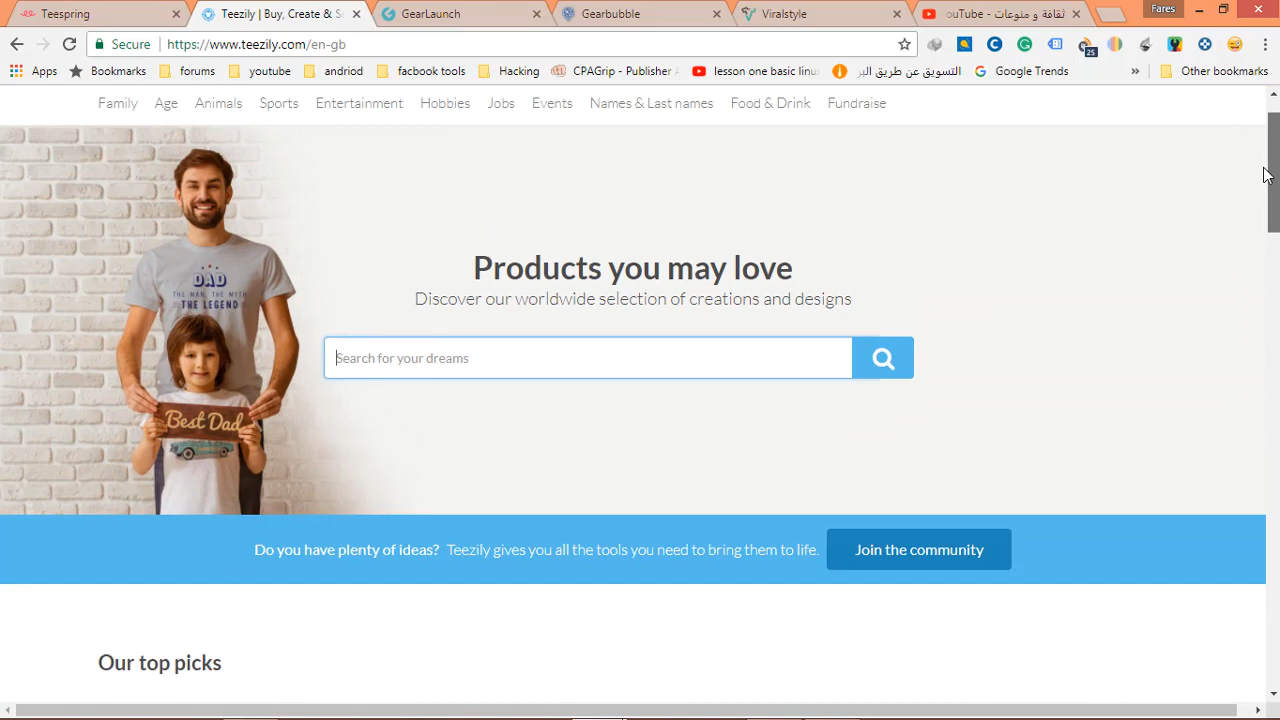 Teespring
Teezily | Buy, Create & S
GearLaunch
Gearbubble
Viralstyle
ثقافة و منوعات - ouTube
Fares
Secure
https://www.teezily.com/en-gb
25
Apps
Bookmarks
forums
youtube
andriod
facbook tools
Hacking
CPAGrip - Publisher A
lesson one basic linu
التسويق عن طريق البر
Google Trends
»
Other bookmarks
Family
Age
Animals
Sports
Entertainment
Hobbies
Jobs
Events
Names & Last names
Food & Drink
Fundraise
DAD
THE MAN, THE MYTH
THE LEGEND
Best Dad
Products you may love
Discover our worldwide selection of creations and designs
Search for your dreams
Do you have plenty of ideas? Teezily gives you all the tools you need to bring them to life.
Join the community
Our top picks